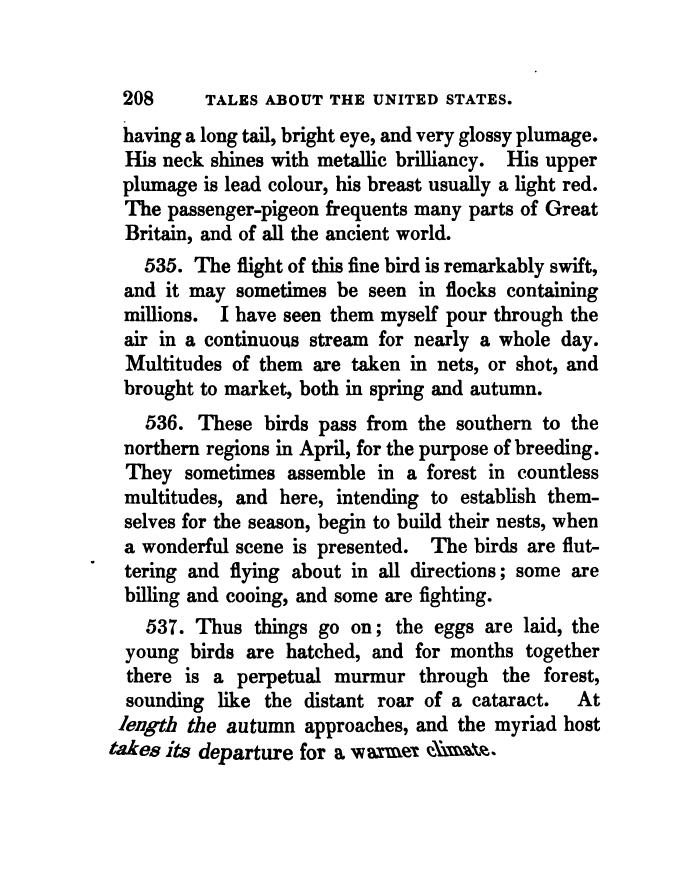 208 TALES ABOUT THE UNITED STATES.
having a long tail, bright eye, and very glossy plumage.
His neck shines with metallic brilliancy. His upper
plumage is lead colour, his breast usually a light red.
The passenger-pigeon frequents many parts of Great
Britain, and of all the ancient world.
535. The flight of this fine bird is remarkably swift,
and it may sometimes be seen in flocks containing
millions. I have seen them myself pour through the
air in a continuous stream for nearly a whole day.
Multitudes of them are taken in nets, or shot, and
brought to market, both in spring and autumn.
536. These birds pass from the southern to the
northern regions in April, for the purpose of breeding.
They sometimes assemble in a forest in countless
multitudes, and here, intending to establish them-
selves for the season, begin to build their nests, when
a wonderful scene is presented. The birds are flut-
tering and flying about in all directions; some are
billing and cooing, and some are fighting.
537. Thus things go on; the eggs are laid, the
young birds are hatched, and for months together
there is a perpetual murmur through the forest,
sounding like the distant roar of a cataract. At
length the autumn approaches, and the myriad host
takes its departure for a warmer climate.